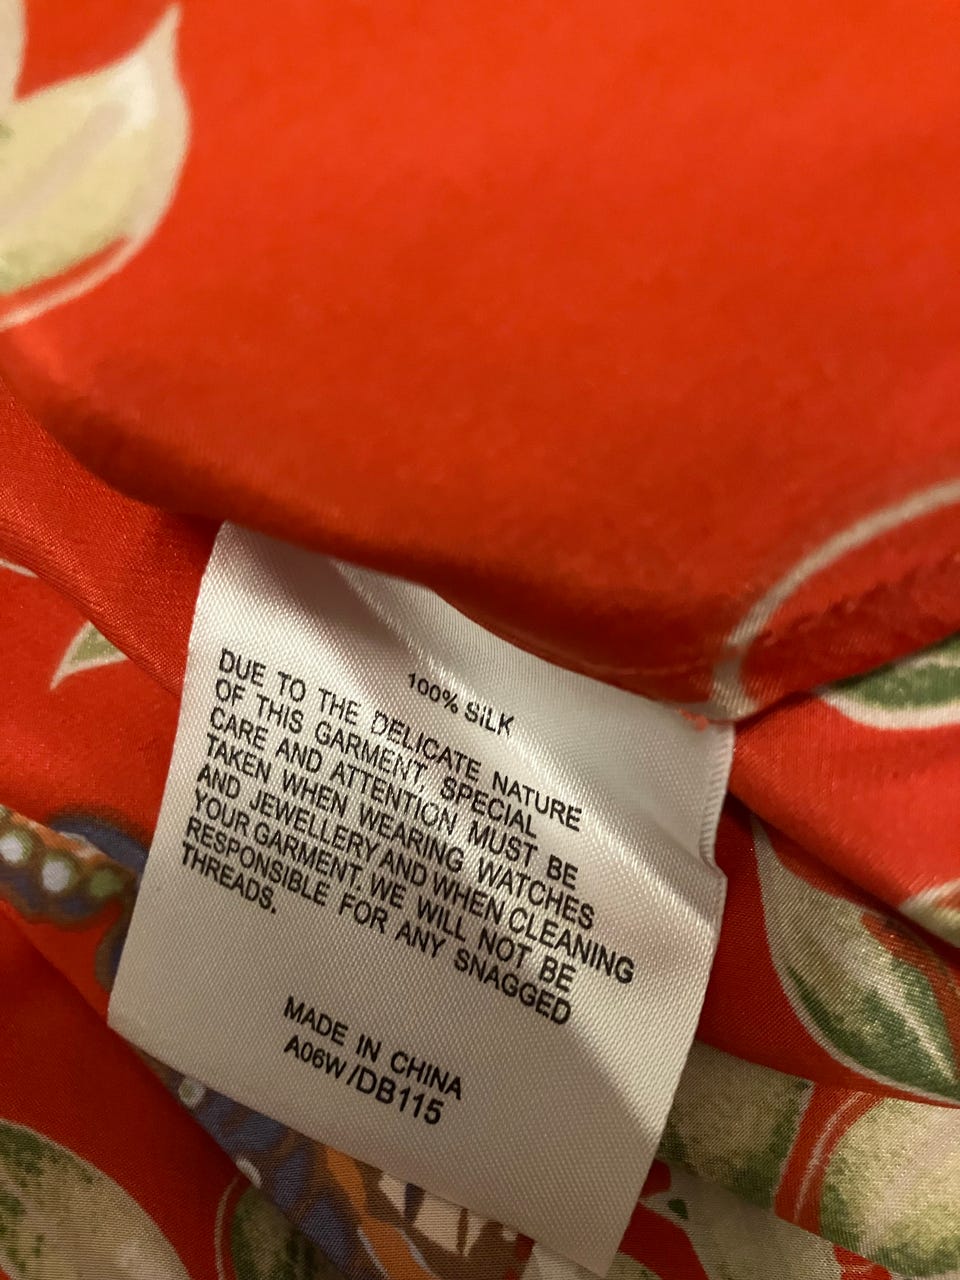 100% SILK
DUE TO THE DELICATE NATURE
OF THIS GARMENT, SPECIAL
CARE AND ATTENTION MUST BE
TAKEN WHEN WEARING WATCHES
AND JEWELLERY AND WHEN CLEANING
YOUR GARMENT. WE WILL NOT BE
RESPONSIBLE FOR ANY SNAGGED
THREADS.
MADE IN CHINA
A06W/DB115